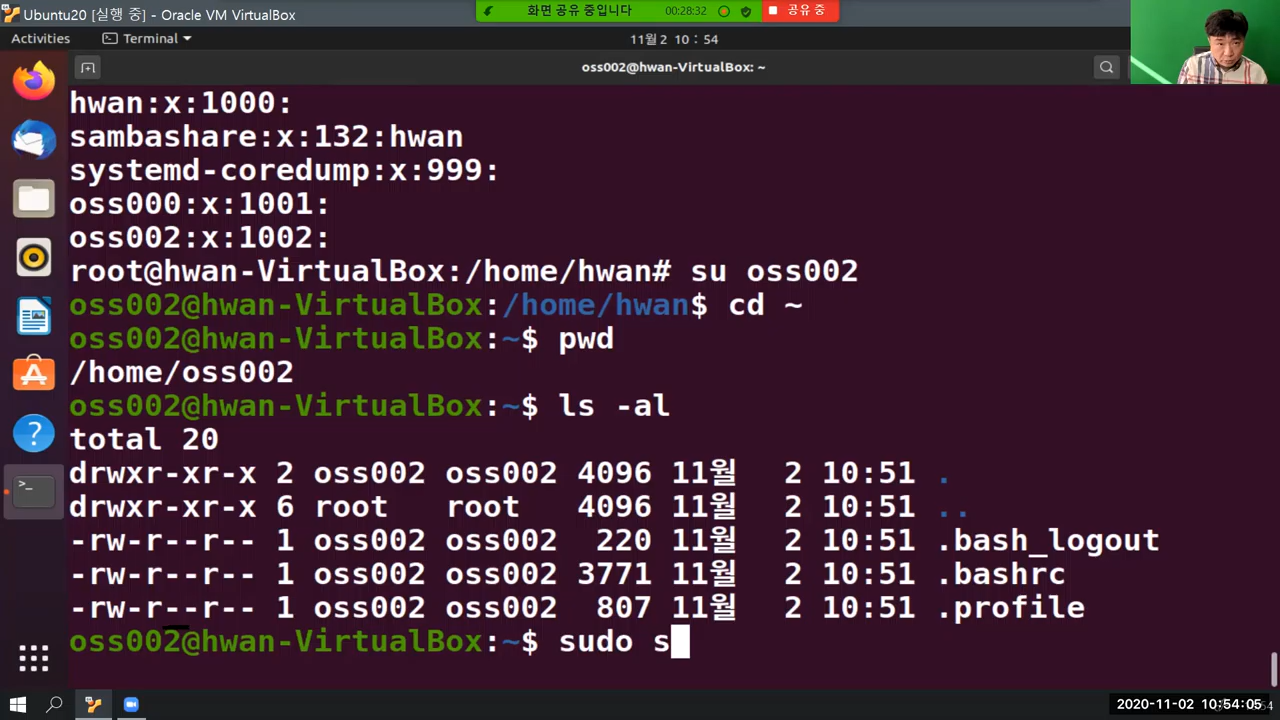 Ubuntu20 [실행 중] - Oracle VM VirtualBox
화면 공유 중입니다
00:28:32
공유 중
Activities
Terminal
11월 2 10 : 54
oss002@hwan-VirtualBox: ~
hwan:x:1000:
sambashare:x:132:hwan
systemd-coredump:x:999:
oss000:x:1001:
oss002:x:1002:
root@hwan-VirtualBox:/home/hwan# su oss002
oss002@hwan-VirtualBox:/home/hwan$ cd ~
oss002@hwan-VirtualBox:~$ pwd
/home/oss002
oss002@hwan-VirtualBox:~$ ls -al
total 20
drwxr-xr-x 2 oss002 oss002 4096 11월  2 10:51 .
drwxr-xr-x 6 root   root   4096 11월  2 10:51 ..
-rw-r--r-- 1 oss002 oss002  220 11월  2 10:51 .bash_logout
-rw-r--r-- 1 oss002 oss002 3771 11월  2 10:51 .bashrc
-rw-r--r-- 1 oss002 oss002  807 11월  2 10:51 .profile
oss002@hwan-VirtualBox:~$ sudo s
2020-11-02 10:54:05